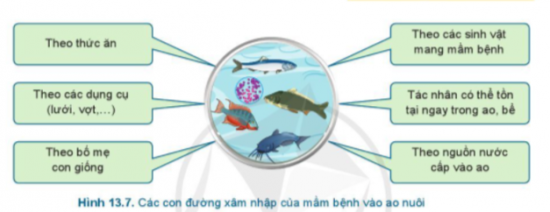 Theo thức ăn
Theo các dụng cụ
(lưới, vợt,...)
Theo bố mẹ
con giống
Theo các sinh vật
mang mầm bệnh
Tác nhân có thể tồn
tại ngay trong ao, bể
Theo nguồn nước
cấp vào ao
Hình 13.7. Các con đường xâm nhập của mầm bệnh vào ao nuôi